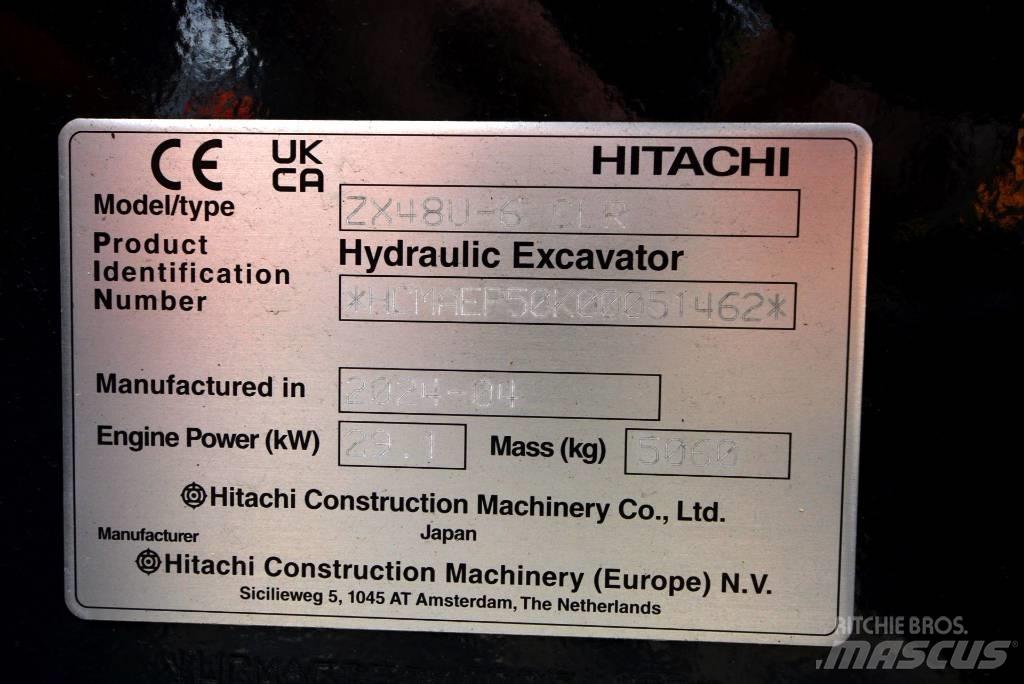 CE UK CA HITACHI
Model/type ZX48U-6 CLR
Product
Identification
Number
Hydraulic Excavator
*HCMAEP50K00051462*
Manufactured in 2024-04
Engine Power (kW) 29.1 Mass (kg) 5060
Hitachi Construction Machinery Co., Ltd.
Japan
Manufacturer
Hitachi Construction Machinery (Europe) N.V.
Sicilieweg 5, 1045 AT Amsterdam, The Netherlands
RITCHIE BROS.
MASCUS